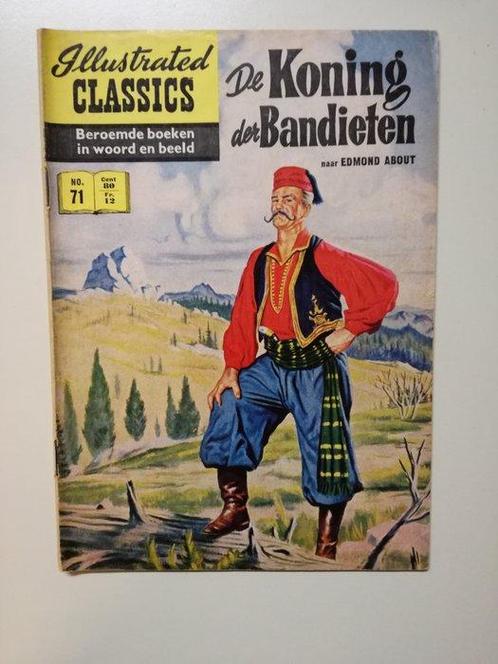 Illustrated
CLASSICS
Beroemde boeken
in woord en beeld
NO.
71
Cent
80
Fr.
12
De Koning
der Bandieten
naar EDMOND ABOUT